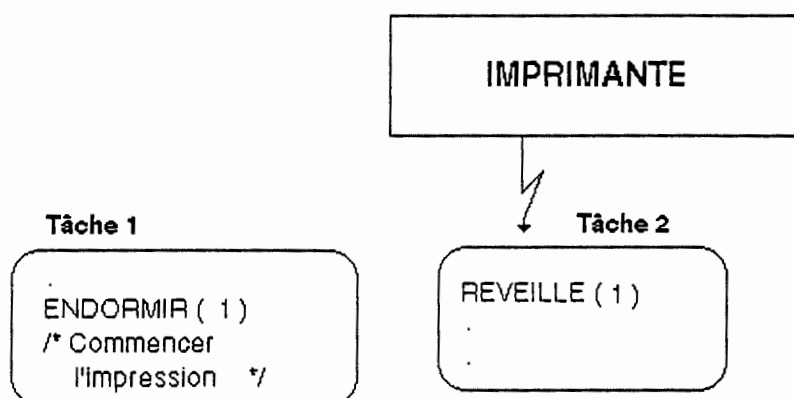 IMPRIMANTE
Tâche 1
Tâche 2
.
ENDORMIR ( 1 )
/* Commencer
l'impression */
REVEILLE ( 1 )
.
.